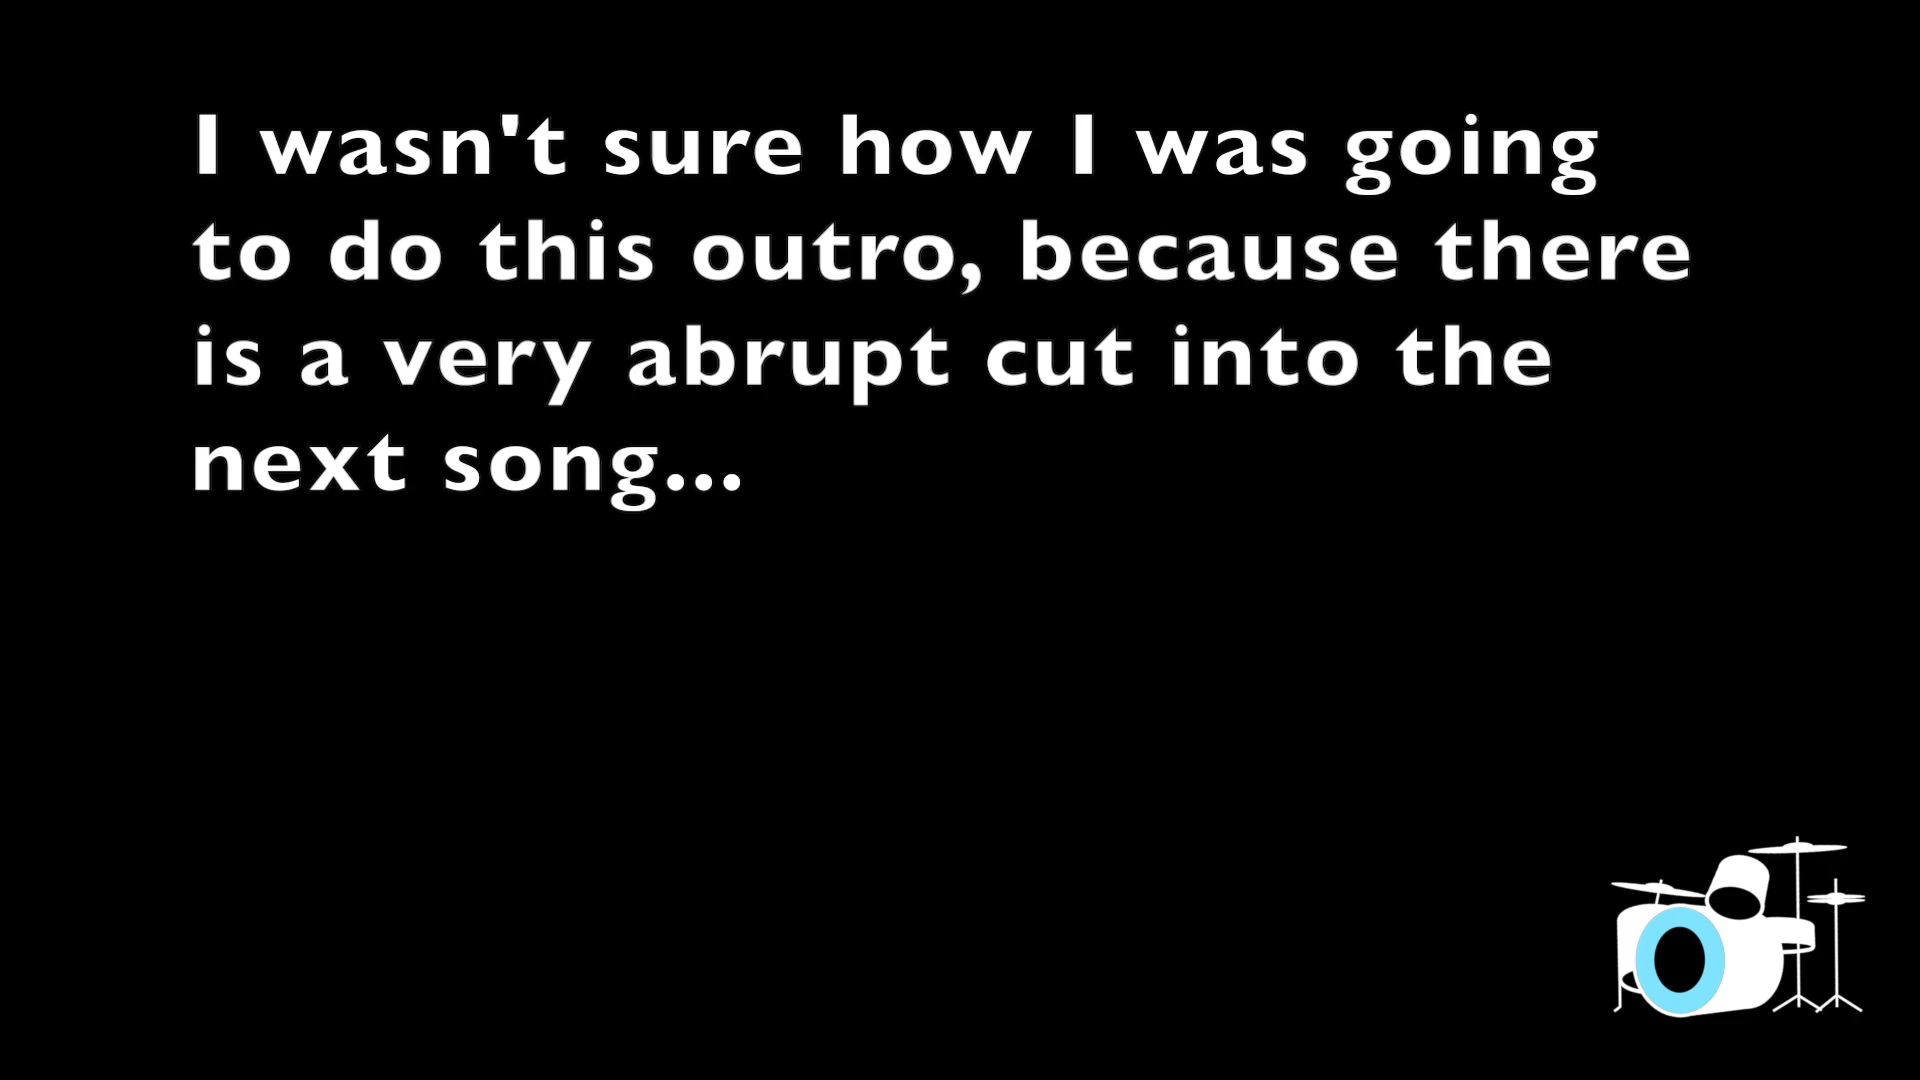 I wasn't sure how I was going
to do this outro, because there
is a very abrupt cut into the
next song...